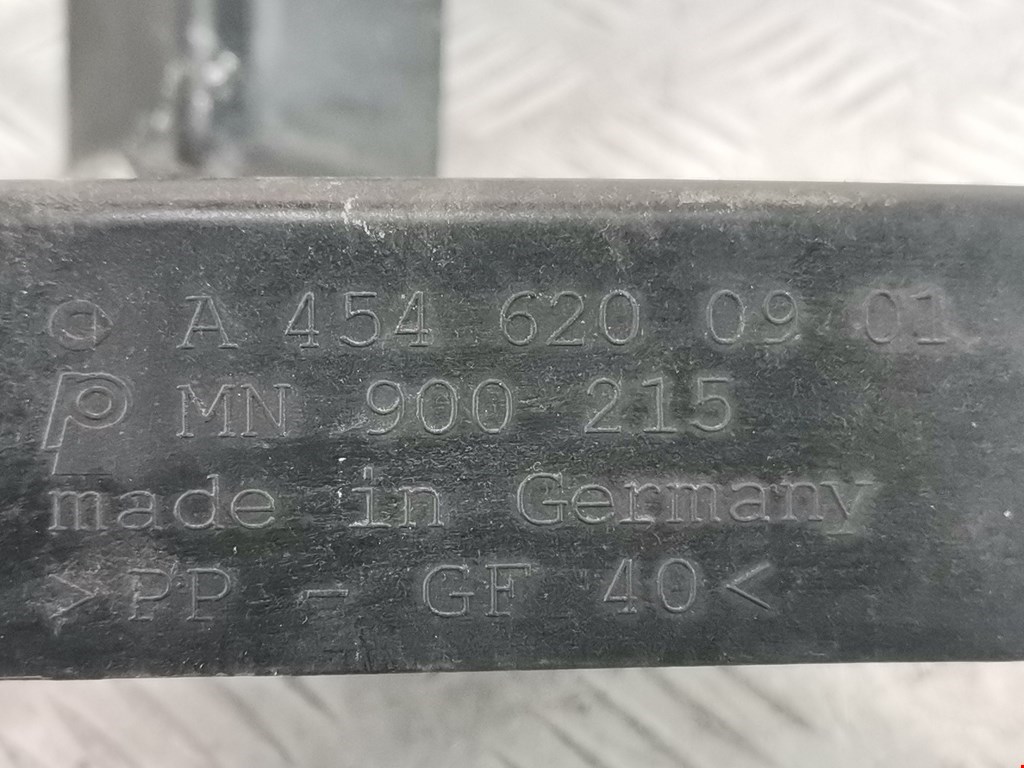 A 454 620 09 01
MN 900 215
made in Germany
>PP - GF 40<